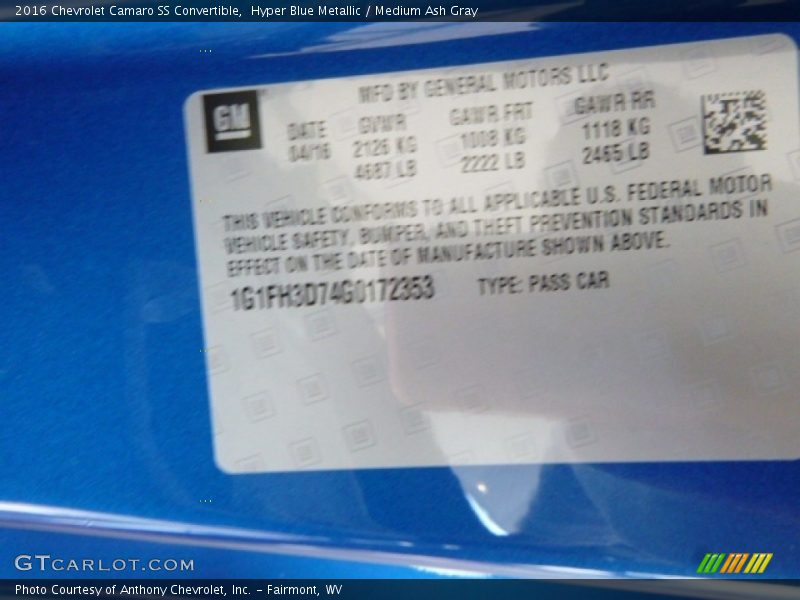 2016 Chevrolet Camaro SS Convertible,  Hyper Blue Metallic / Medium Ash Gray
MFD BY GENERAL MOTORS LLC
GM
DATE GVWR GAWR FRT GAWR RR
04/16 2126 KG 1008 KG 1118 KG
4687 LB 2222 LB 2465 LB
THIS VEHICLE CONFORMS TO ALL APPLICABLE U.S. FEDERAL MOTOR
VEHICLE SAFETY, BUMPER, AND THEFT PREVENTION STANDARDS IN
EFFECT ON THE DATE OF MANUFACTURE SHOWN ABOVE.
1G1FH3D74G0172353 TYPE: PASS CAR
GTCARLOT.COM
Photo Courtesy of Anthony Chevrolet, Inc. – Fairmont, WV